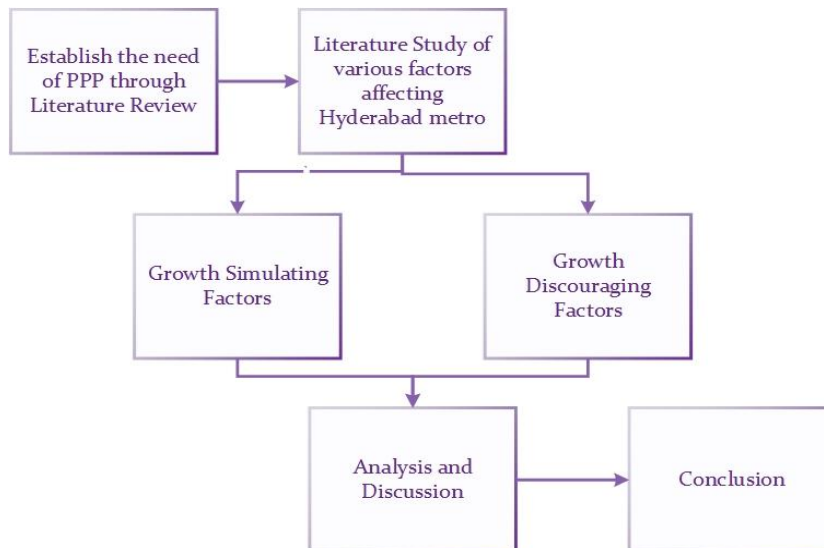 Establish the need
of PPP through
Literature Review
Literature Study of
various factors
affecting
Hyderabad metro
Growth Simulating
Factors
Growth
Discouraging
Factors
Analysis and
Discussion
Conclusion